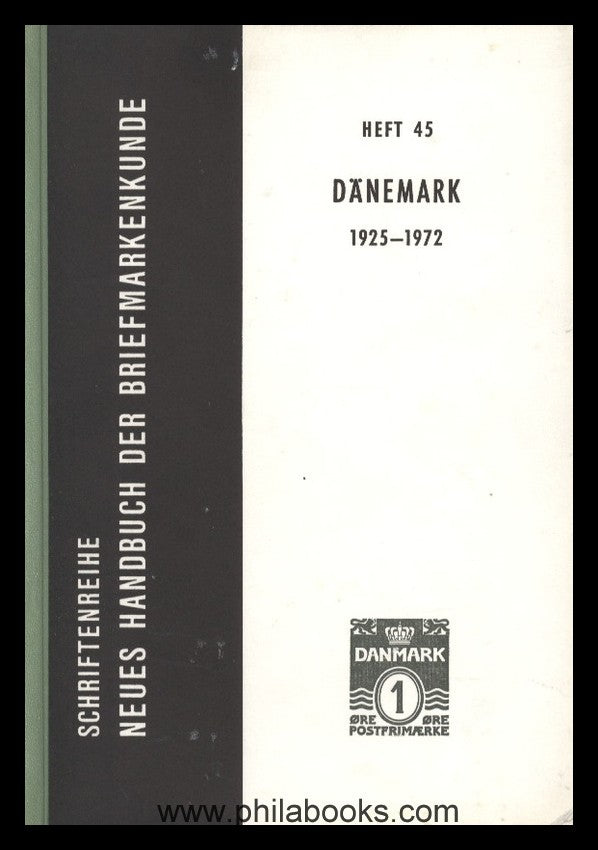 SCHRIFTENREIHE
NEUES HANDBUCH DER BRIEFMARKENKUNDE
HEFT 45
DÄNEMARK
1925–1972
DANMARK
1
ØRE ØRE
POSTFRIMÆRKE
www.philabooks.com